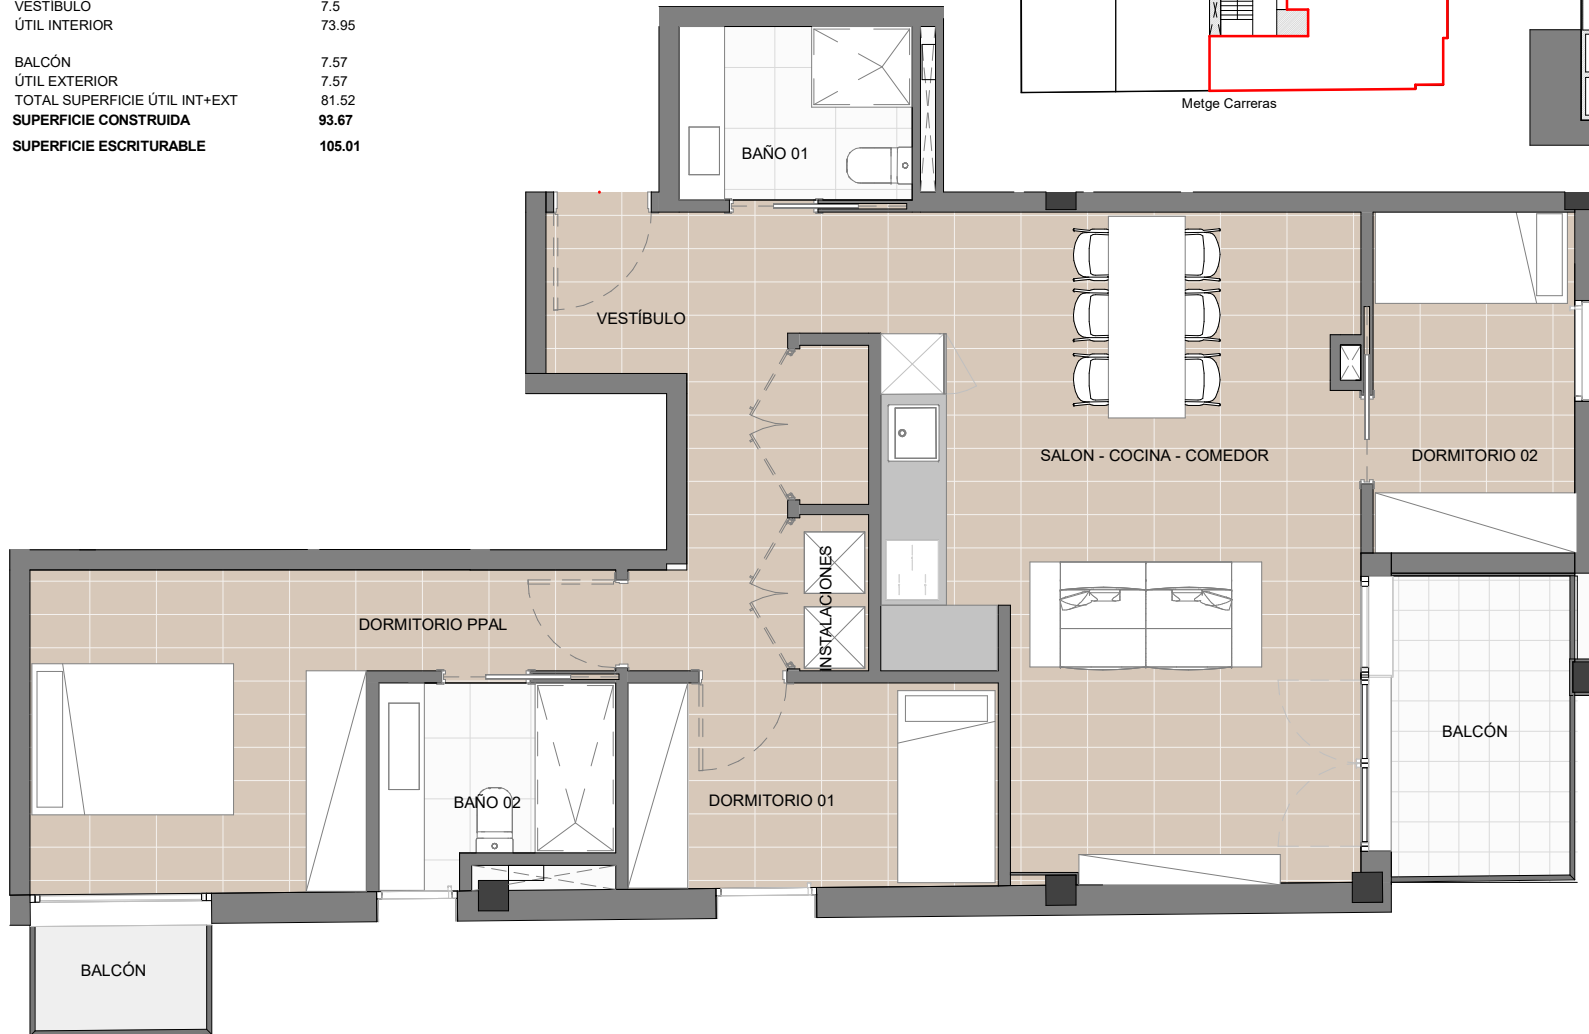 VESTÍBULO 7.5
ÚTIL INTERIOR 73.95
BALCÓN 7.57
ÚTIL EXTERIOR 7.57
TOTAL SUPERFICIE ÚTIL INT+EXT 81.52
SUPERFICIE CONSTRUIDA 93.67
SUPERFICIE ESCRITURABLE 105.01
Metge Carreras
BAÑO 01
VESTÍBULO
SALON - COCINA - COMEDOR
DORMITORIO 02
INSTALACIONES
DORMITORIO PPAL
BALCÓN
BAÑO 02
DORMITORIO 01
BALCÓN